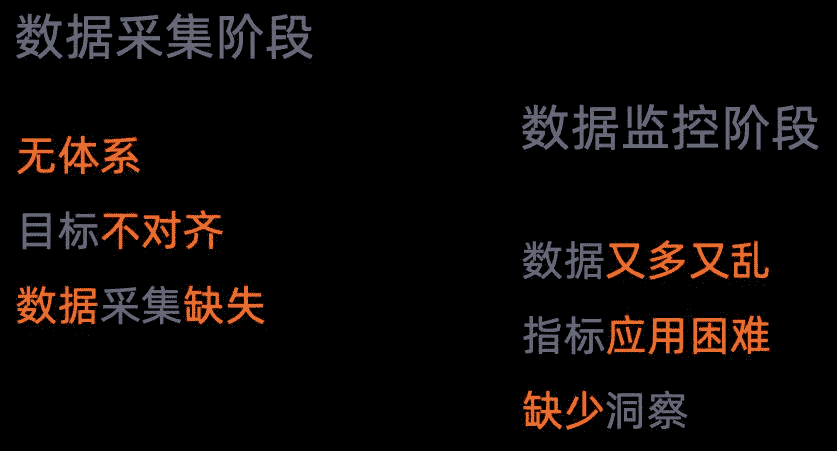 数据采集阶段
无体系
目标不对齐
数据采集缺失
数据监控阶段
数据又多又乱
指标应用困难
缺少洞察